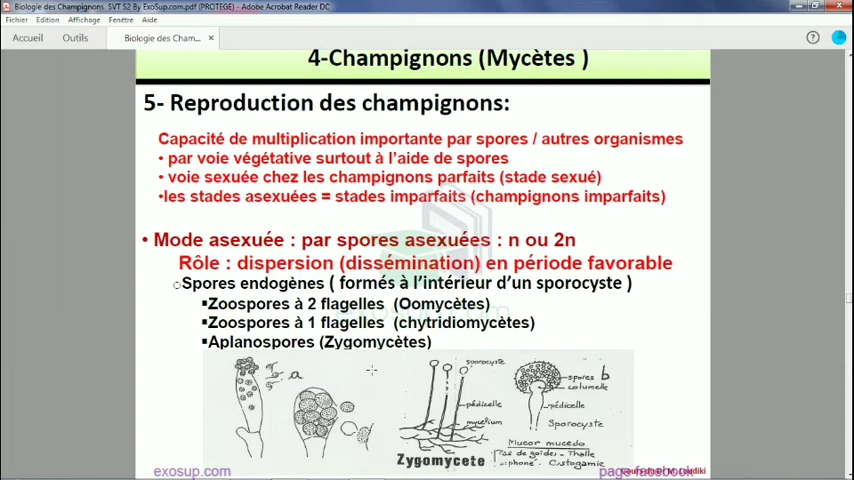 Biologie des Champignons SVT S2 By ExoSup.com.pdf (PROTEGE) - Adobe Acrobat Reader DC
Fichier Edition Affichage Fenêtre Aide
Accueil Outils Biologie des Cham... ×
4-Champignons (Mycètes )
5- Reproduction des champignons:
Capacité de multiplication importante par spores / autres organismes
• par voie végétative surtout à l'aide de spores
• voie sexuée chez les champignons parfaits (stade sexué)
•les stades asexuées = stades imparfaits (champignons imparfaits)
• Mode asexuée : par spores asexuées : n ou 2n
Rôle : dispersion (dissémination) en période favorable
○Spores endogènes ( formés à l'intérieur d'un sporocyste )
▪Zoospores à 2 flagelles (Oomycètes)
▪Zoospores à 1 flagelles (chytridiomycètes)
▪Aplanospores (Zygomycètes)
a
sporocyste
pédicelle
mycelium
Zygomycete
spores b
columelle
pédicelle
Sporocyste
Mucor mucedo
Thalle
Cystogamie
exosup.com
page facebook